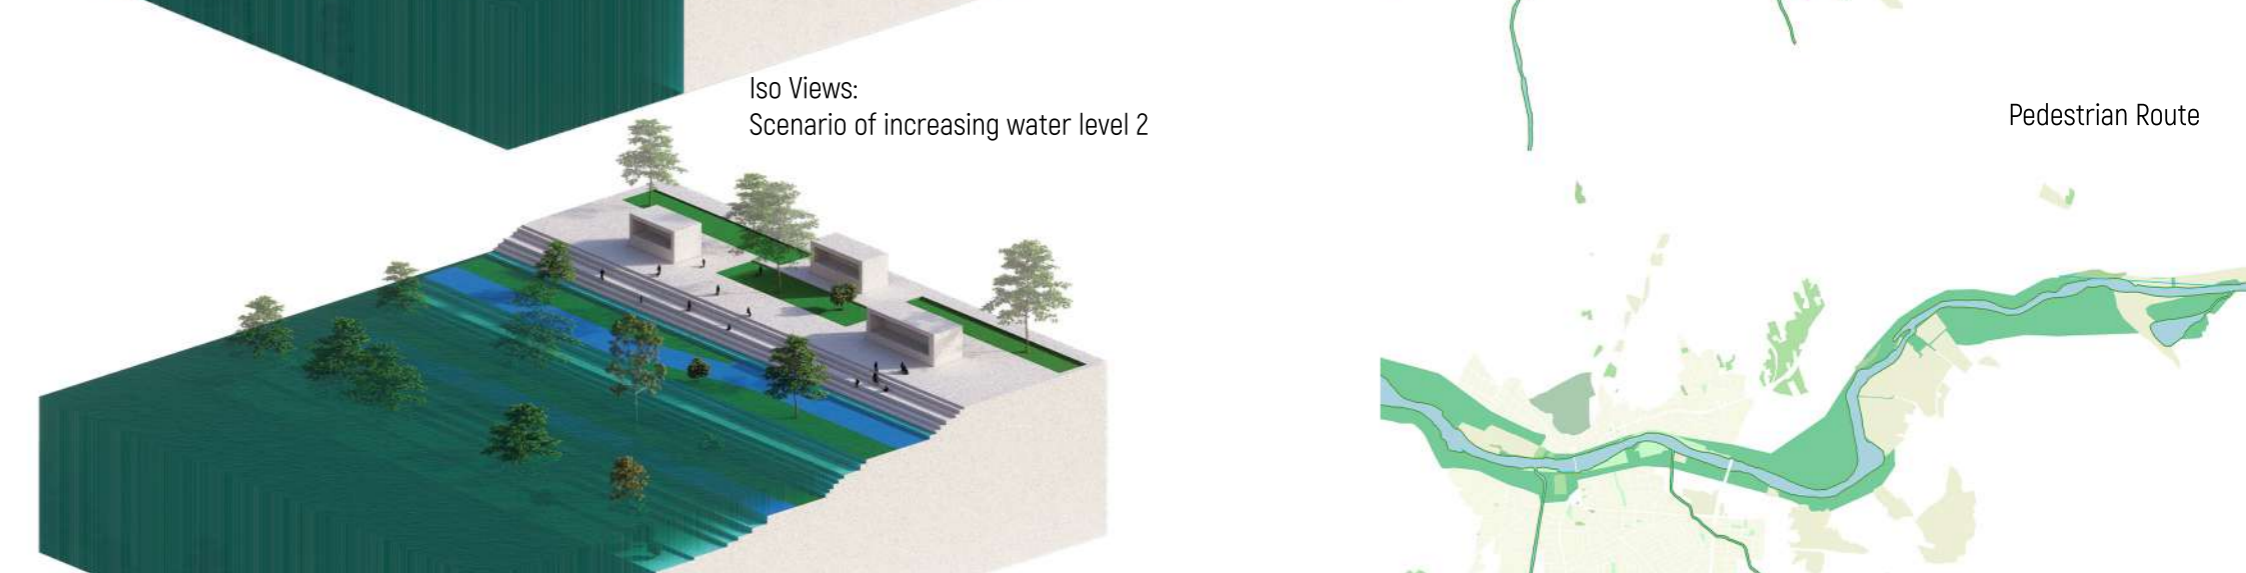 Iso Views:
Scenario of increasing water level 2
Pedestrian Route